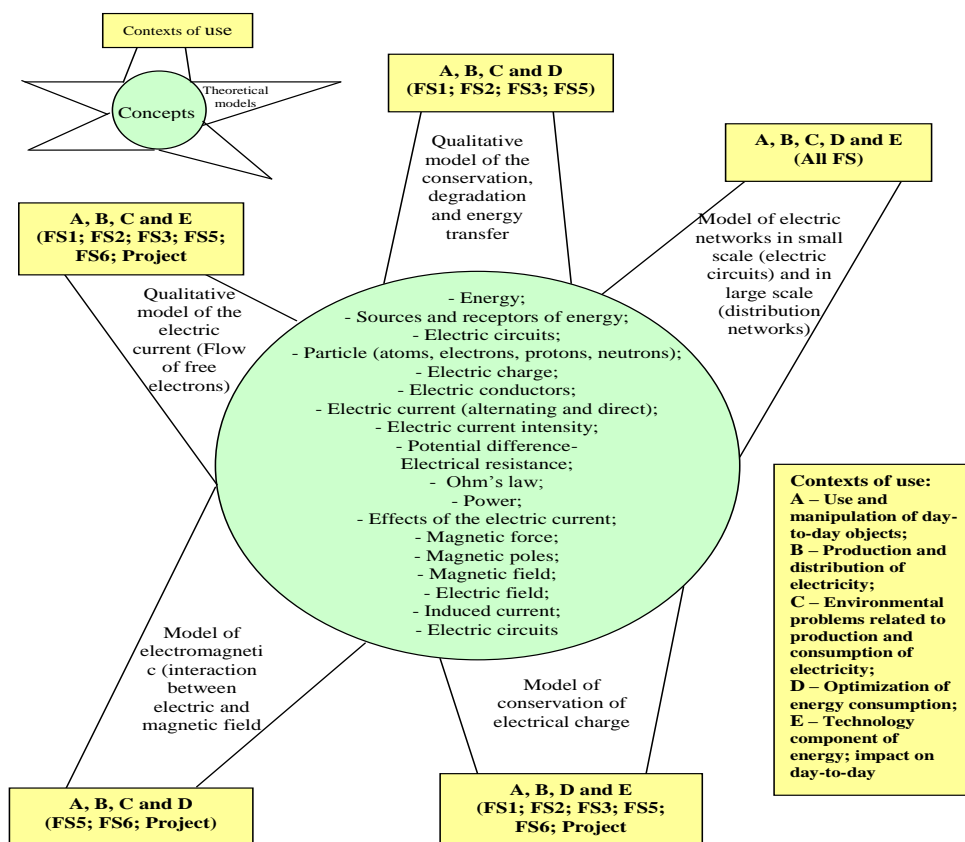 Contexts of use
Theoretical
models
Concepts
A, B, C and D
(FS1; FS2; FS3; FS5)
Qualitative
model of the
conservation,
degradation
and energy
transfer
A, B, C, D and E
(All FS)
Model of electric
networks in small
scale (electric
circuits) and in
large scale
(distribution
networks)
A, B, C and E
(FS1; FS2; FS3; FS5;
FS6; Project
Qualitative
model of the
electric
current (Flow
of free
electrons)
- Energy;
- Sources and receptors of energy;
- Electric circuits;
- Particle (atoms, electrons, protons, neutrons);
- Electric charge;
- Electric conductors;
- Electric current (alternating and direct);
- Electric current intensity;
- Potential difference-
Electrical resistance;
- Ohm's law;
- Power;
- Effects of the electric current;
- Magnetic force;
- Magnetic poles;
- Magnetic field;
- Electric field;
- Induced current;
- Electric circuits
Contexts of use:
A – Use and
manipulation of day-
to-day objects;
B – Production and
distribution of
electricity;
C – Environmental
problems related to
production and
consumption of
electricity;
D – Optimization of
energy consumption;
E – Technology
component of
energy; impact on
day-to-day
Model of
electromagneti
c (interaction
between
electric and
magnetic field
Model of
conservation of
electrical charge
A, B, C and D
(FS5; FS6; Project)
A, B, D and E
(FS1; FS2; FS3; FS5;
FS6; Project